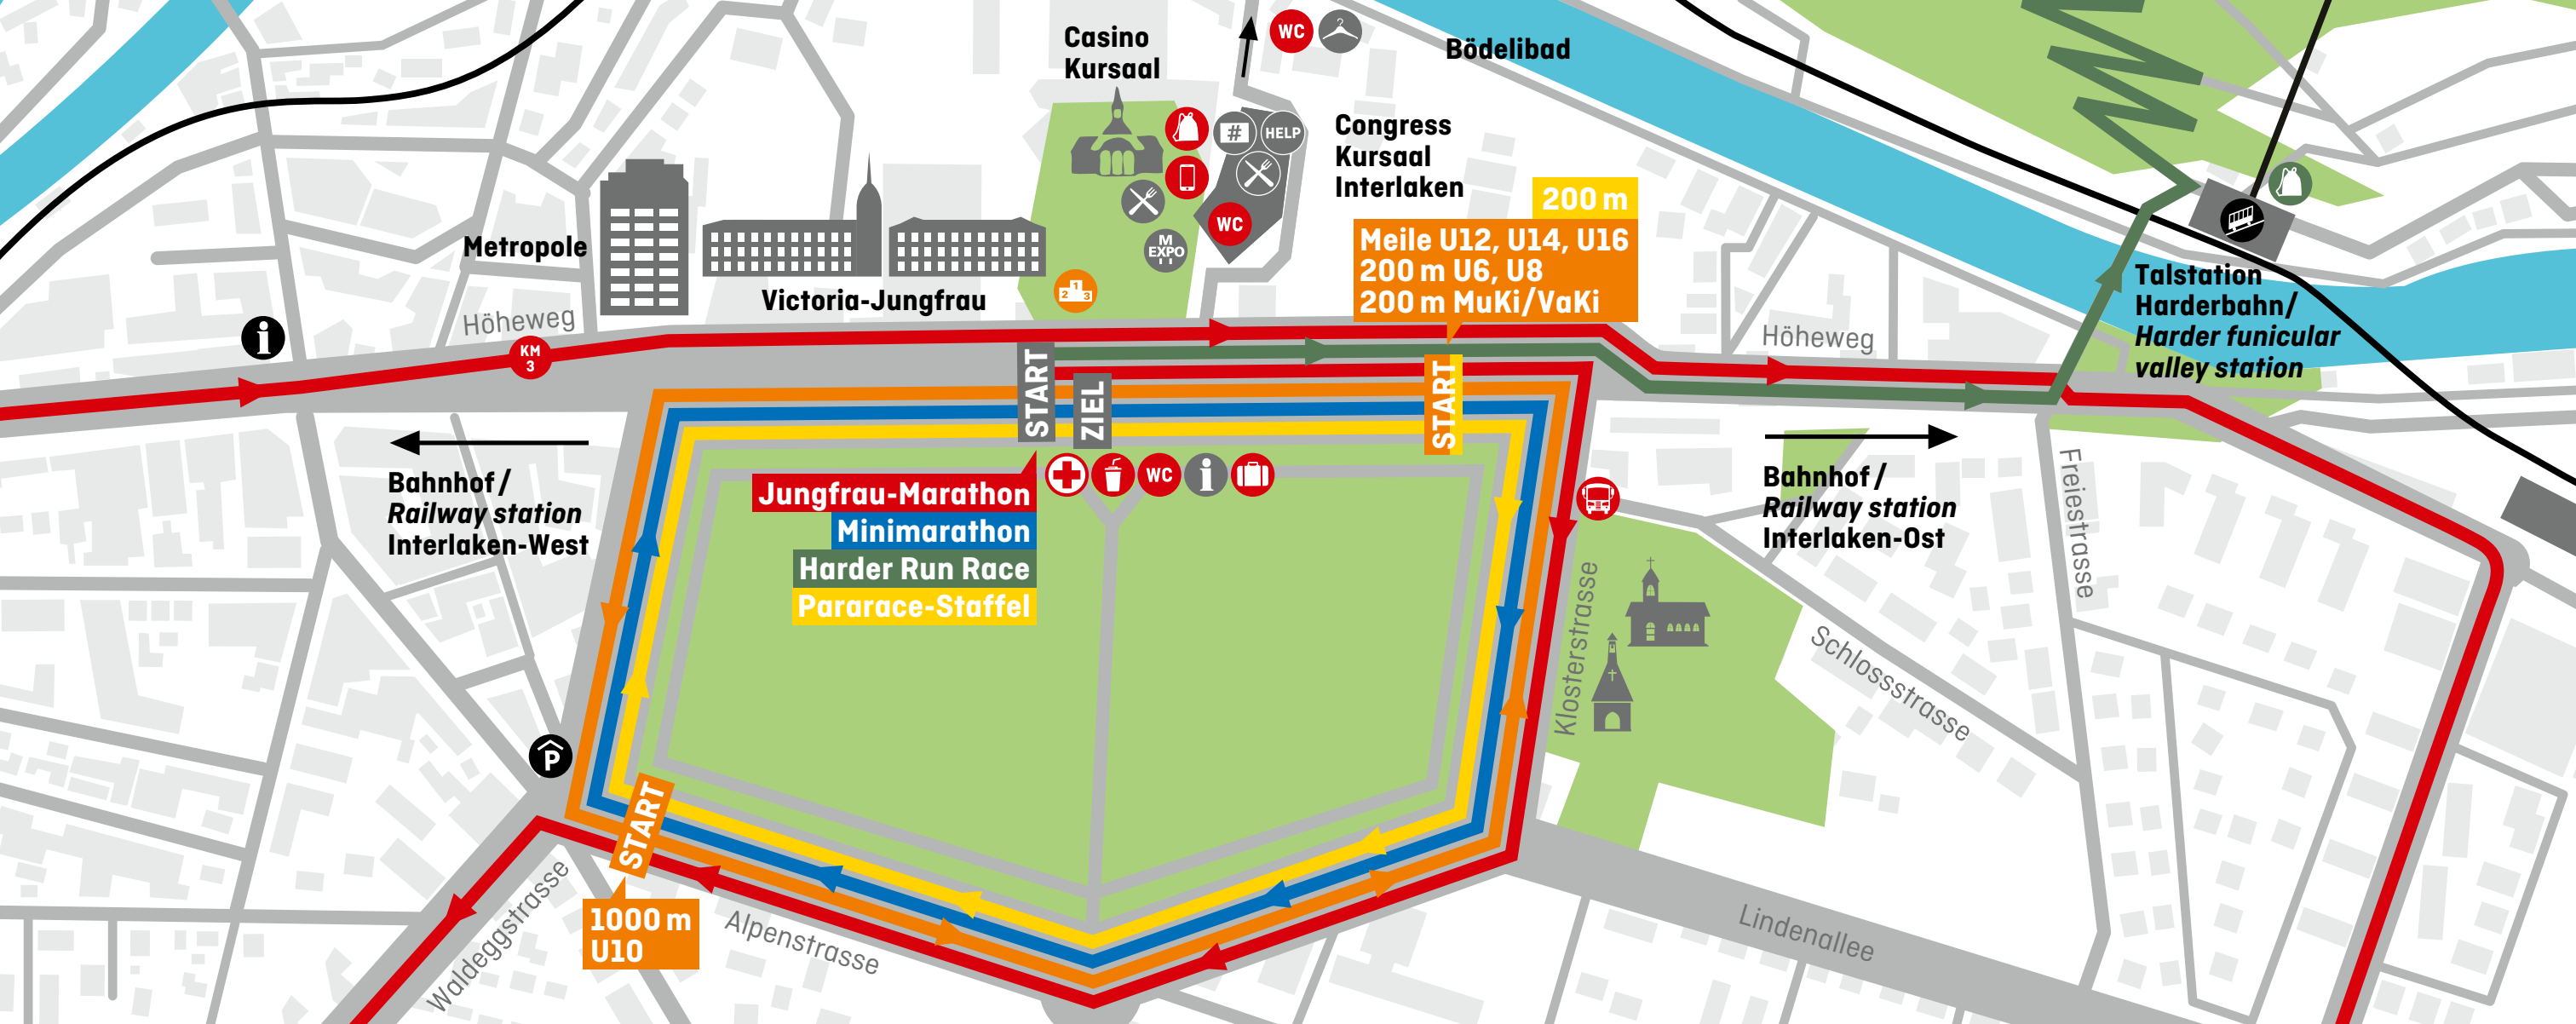 Casino
Kursaal
WC
Bödelibad
#
HELP
Congress
Kursaal
Interlaken
WC
M
EXPO
Metropole
Victoria-Jungfrau
1
2
3
200 m
Meile U12, U14, U16
200 m U6, U8
200 m MuKi/VaKi
Talstation
Harderbahn/
Harder funicular
valley station
i
Höheweg
KM
3
Höheweg
START
ZIEL
START
Bahnhof/
Railway station
Interlaken-West
WC
i
Jungfrau-Marathon
Minimarathon
Harder Run Race
Pararace-Staffel
Bahnhof/
Railway station
Interlaken-Ost
Freiestrasse
Klosterstrasse
Schlossstrasse
P
START
1000 m
U10
Waldeggstrasse
Alpenstrasse
Lindenallee